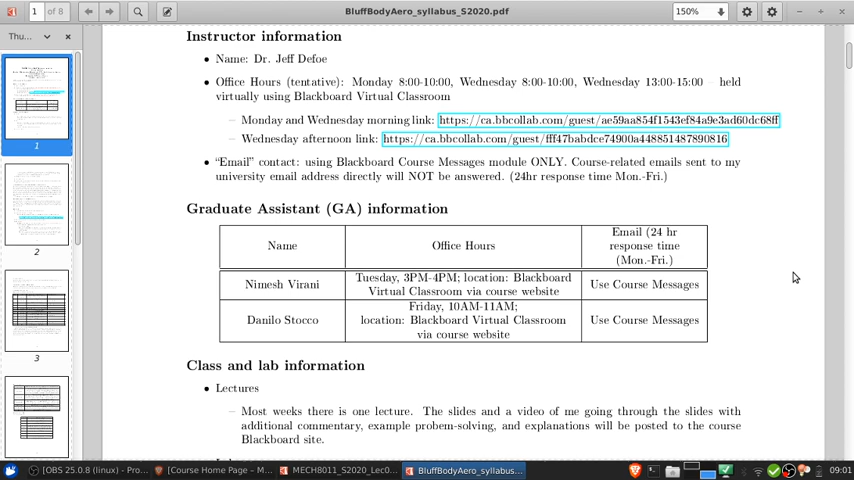 1 of 8
BluffBodyAero_syllabus_S2020.pdf
150%
Thu...
1
2
3
Instructor information
• Name: Dr. Jeff Defoe
• Office Hours (tentative): Monday 8:00-10:00, Wednesday 8:00-10:00, Wednesday 13:00-15:00 – held
virtually using Blackboard Virtual Classroom
– Monday and Wednesday morning link: https://ca.bbcollab.com/guest/ae59aa854f1543ef84a9e3ad60dc68ff
– Wednesday afternoon link: https://ca.bbcollab.com/guest/fff47babdce74900a448851487890816
• “Email” contact: using Blackboard Course Messages module ONLY. Course-related emails sent to my
university email address directly will NOT be answered. (24hr response time Mon.-Fri.)
Graduate Assistant (GA) information
Name
Office Hours
Email (24 hr
response time
(Mon.-Fri.)
Nimesh Virani
Tuesday, 3PM-4PM; location: Blackboard
Virtual Classroom via course website
Use Course Messages
Danilo Stocco
Friday, 10AM-11AM;
location: Blackboard Virtual Classroom
via course website
Use Course Messages
Class and lab information
• Lectures
– Most weeks there is one lecture. The slides and a video of me going through the slides with
additional commentary, example probem-solving, and explanations will be posted to the course
Blackboard site.
[OBS 25.0.8 (linux) - Pro...
[Course Home Page – M...
MECH8011_S2020_Lec0...
BluffBodyAero_syllabus...
09:01